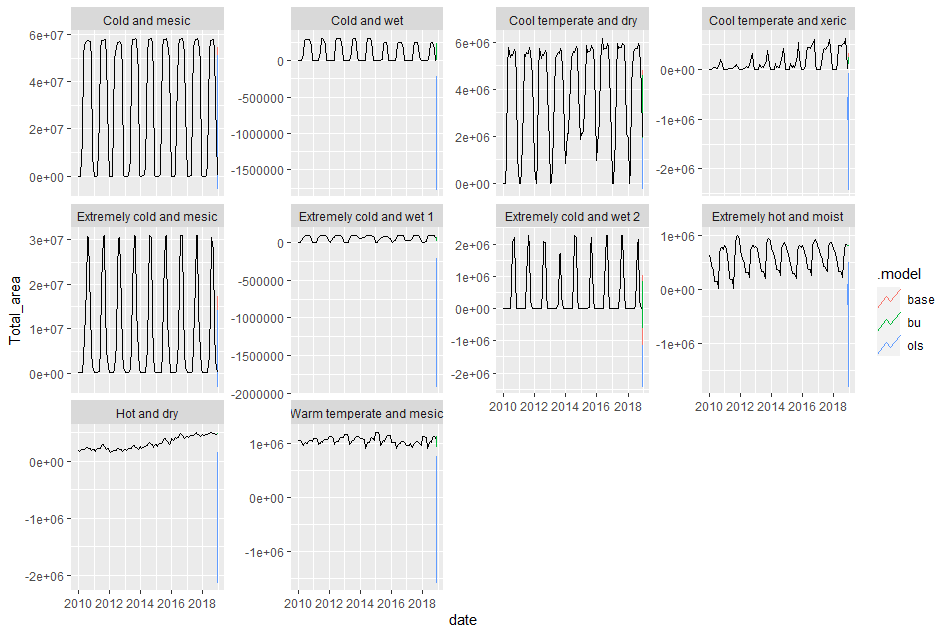 Cold and mesic
Cold and wet
Cool temperate and dry
Cool temperate and xeric
6e+07
4e+07
2e+07
0e+00
0
-500000
-1000000
-1500000
6e+06
4e+06
2e+06
0e+00
0e+00
-1e+06
-2e+06
Extremely cold and mesic
Extremely cold and wet 1
Extremely cold and wet 2
Extremely hot and moist
3e+07
2e+07
1e+07
0e+00
0
-500000
-1000000
-1500000
-2000000
2e+06
1e+06
0e+00
-1e+06
-2e+06
1e+06
0e+00
-1e+06
2010 2012 2014 2016 2018
2010 2012 2014 2016 2018
Hot and dry
Warm temperate and mesic
0e+00
-1e+06
-2e+06
1e+06
0e+00
-1e+06
2010 2012 2014 2016 2018
2010 2012 2014 2016 2018
Total_area
date
.model
base
bu
ols